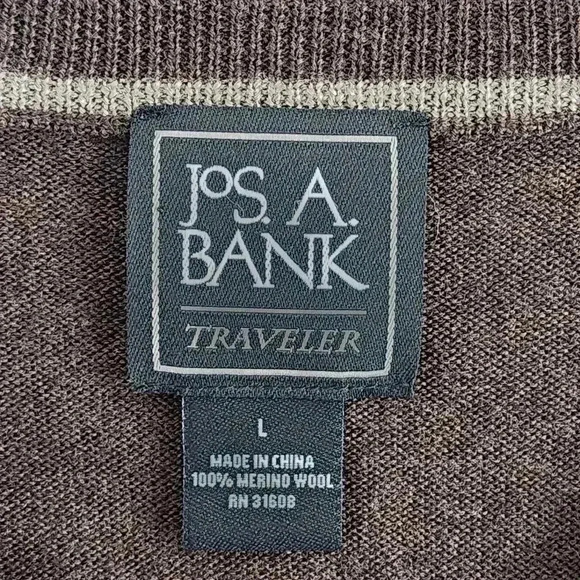 JOS. A.
BANK
TRAVELER
L
MADE IN CHINA
100% MERINO WOOL
RN 31608